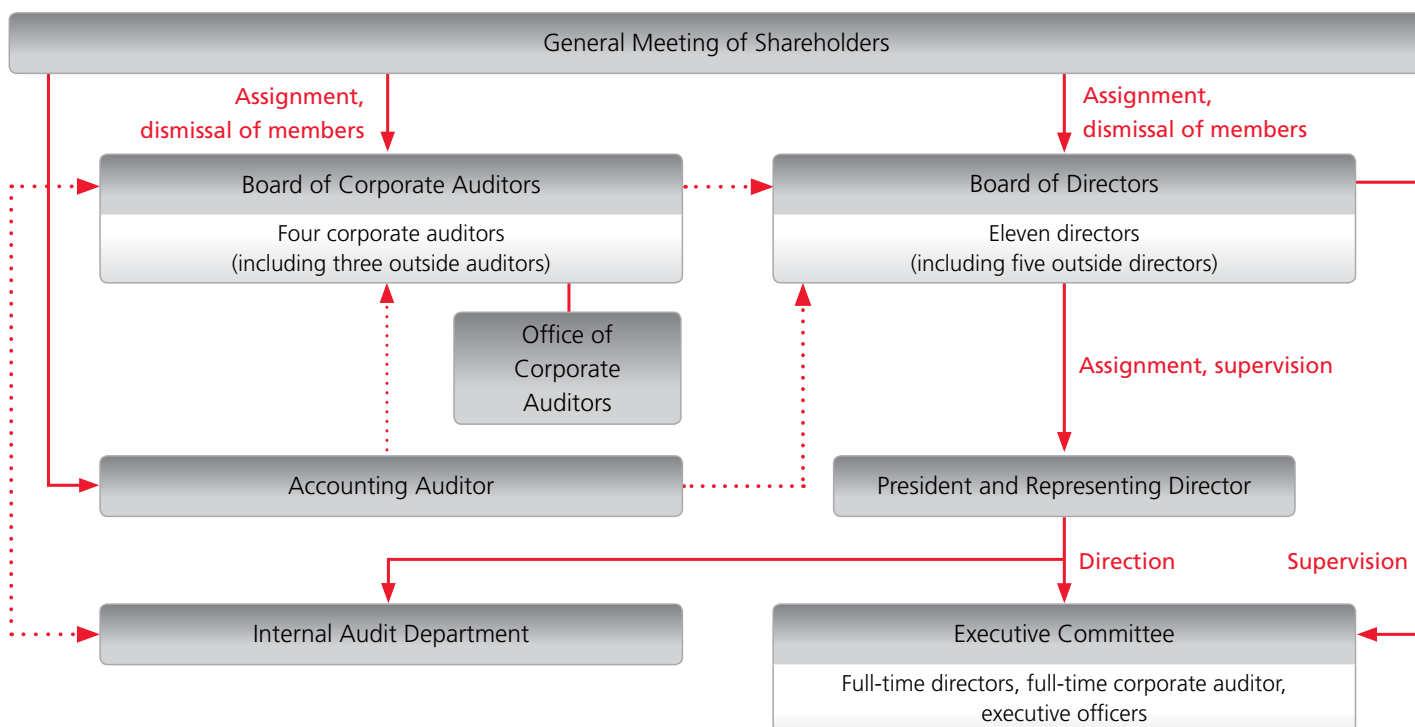 General Meeting of Shareholders
Assignment,
dismissal of members
Assignment,
dismissal of members
Board of Corporate Auditors
Four corporate auditors
(including three outside auditors)
Board of Directors
Eleven directors
(including five outside directors)
Office of
Corporate
Auditors
Assignment, supervision
Accounting Auditor
President and Representing Director
Direction
Supervision
Internal Audit Department
Executive Committee
Full-time directors, full-time corporate auditor,
executive officers